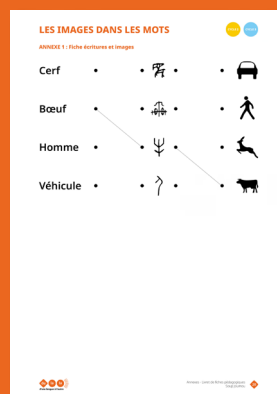 LES IMAGES DANS LES MOTS
ANNEXE 1 : Fiche écritures et images
Cerf
Bœuf
Homme
Véhicule